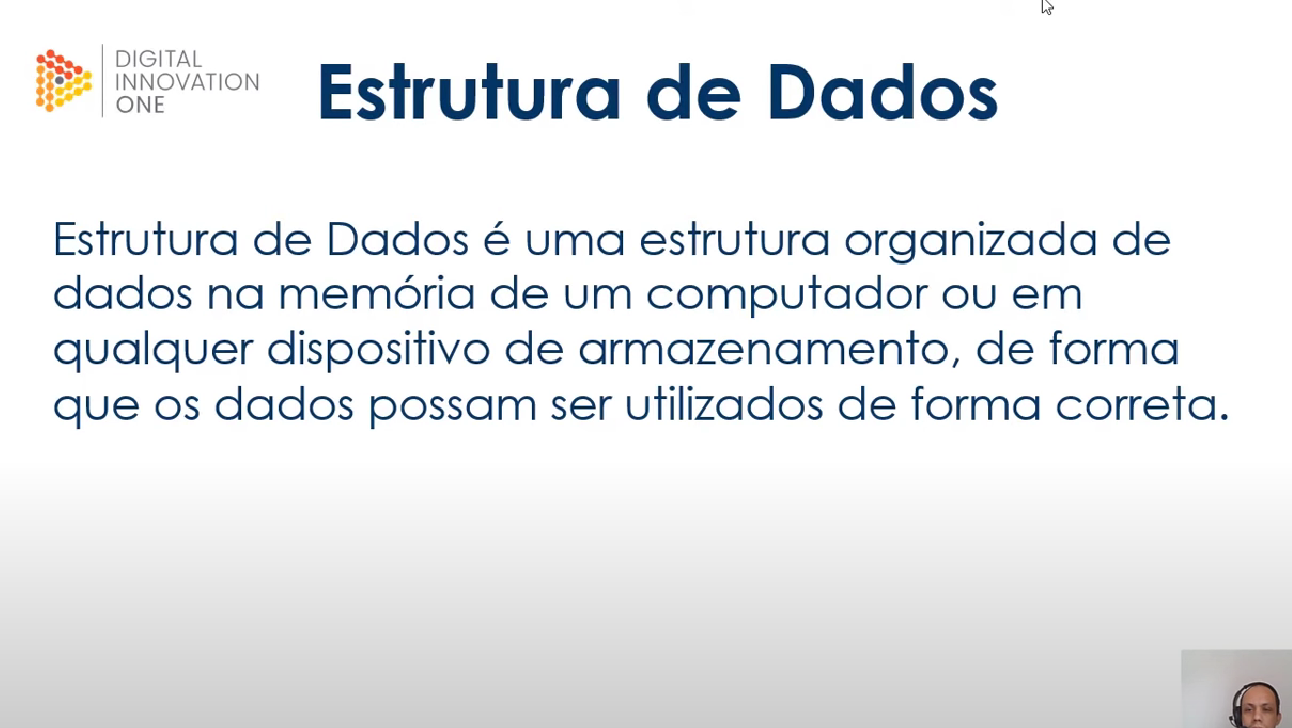 DIGITAL
INNOVATION
ONE
Estrutura de Dados
Estrutura de Dados é uma estrutura organizada de
dados na memória de um computador ou em
qualquer dispositivo de armazenamento, de forma
que os dados possam ser utilizados de forma correta.